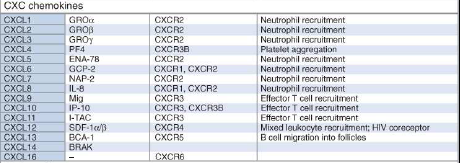 CXC chemokines
CXCL1 GROα CXCR2 Neutrophil recruitment
CXCL2 GROβ CXCR2 Neutrophil recruitment
CXCL3 GROγ CXCR2 Neutrophil recruitment
CXCL4 PF4 CXCR3B Platelet aggregation
CXCL5 ENA-78 CXCR2 Neutrophil recruitment
CXCL6 GCP-2 CXCR1, CXCR2 Neutrophil recruitment
CXCL7 NAP-2 CXCR2 Neutrophil recruitment
CXCL8 IL-8 CXCR1, CXCR2 Neutrophil recruitment
CXCL9 Mig CXCR3 Effector T cell recruitment
CXCL10 IP-10 CXCR3, CXCR3B Effector T cell recruitment
CXCL11 I-TAC CXCR3 Effector T cell recruitment
CXCL12 SDF-1α/β CXCR4 Mixed leukocyte recruitment; HIV coreceptor
CXCL13 BCA-1 CXCR5 B cell migration into follicles
CXCL14 BRAK
CXCL16 – CXCR6